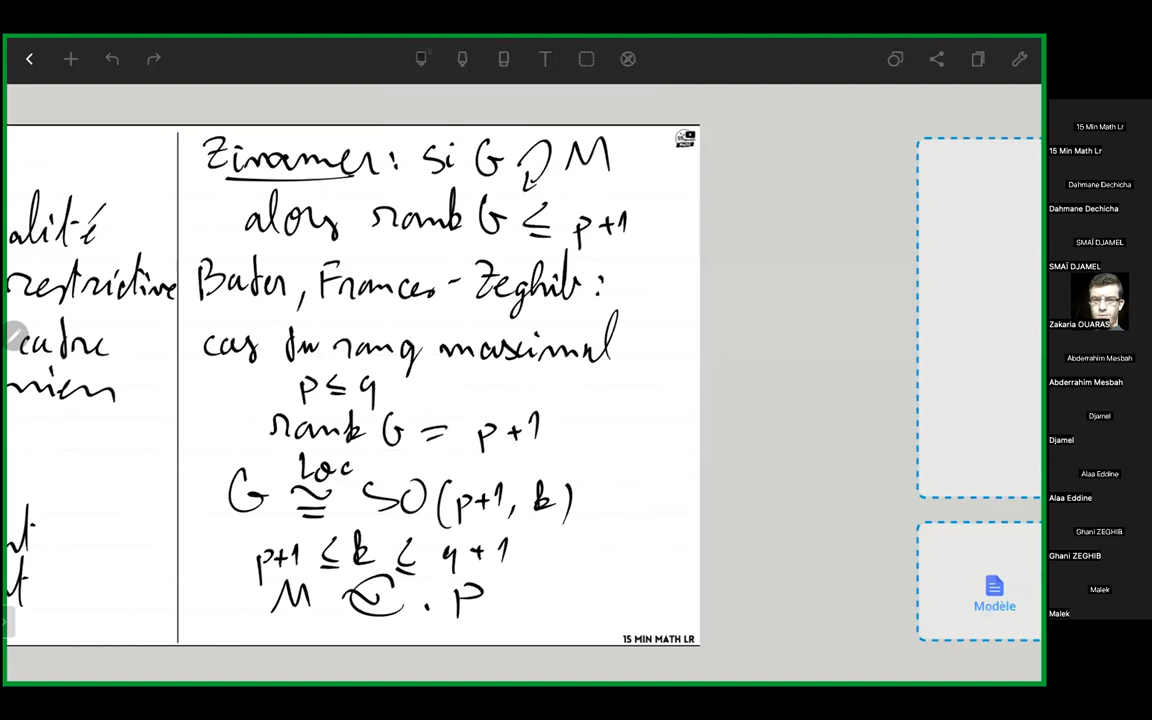 Zimmer : si G ⤵ M
alors rank G ≤ p+1
Bader, Frances - Zeghib :
cas du rang maximal
p ≤ q
rank G = p+1
G ≅ Loc SO(p+1, k)
p+1 ≤ k ≤ q+1
M ≃ . p
alité
restrictive
cadre
nien
nt
t
15 MIN MATH LR
Modèle
15 Min Math Lr
15 Min Math Lr
Dahmane Dechicha
Dahmane Dechicha
SMAÏ DJAMEL
SMAÏ DJAMEL
Zakaria OUARAS
Abderrahim Mesbah
Abderrahim Mesbah
Djamel
Djamel
Alaa Eddine
Alaa Eddine
Ghani ZEGHIB
Ghani ZEGHIB
Malek
Malek